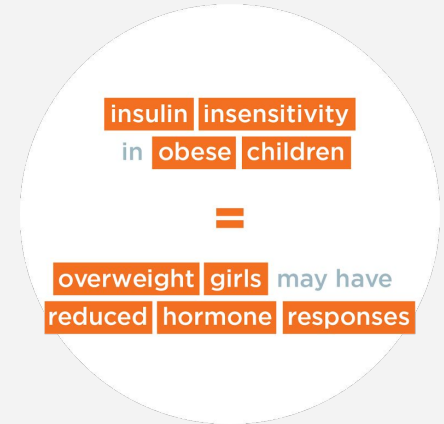 insulin insensitivity
in obese children
=
overweight girls may have
reduced hormone responses